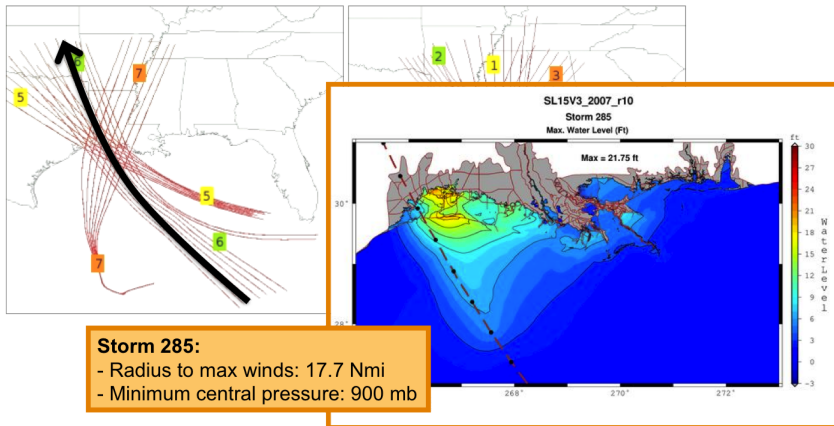 6
7
5
5
6
7
2
1
3
SL15V3_2007_r10
Storm 285
Max. Water Level (Ft)
Max = 21.75 ft
30°
28°
268°
270°
272°
ft
30
27
24
21
18
15
12
9
6
3
0
−3
Water Level
Storm 285:
- Radius to max winds: 17.7 Nmi
- Minimum central pressure: 900 mb